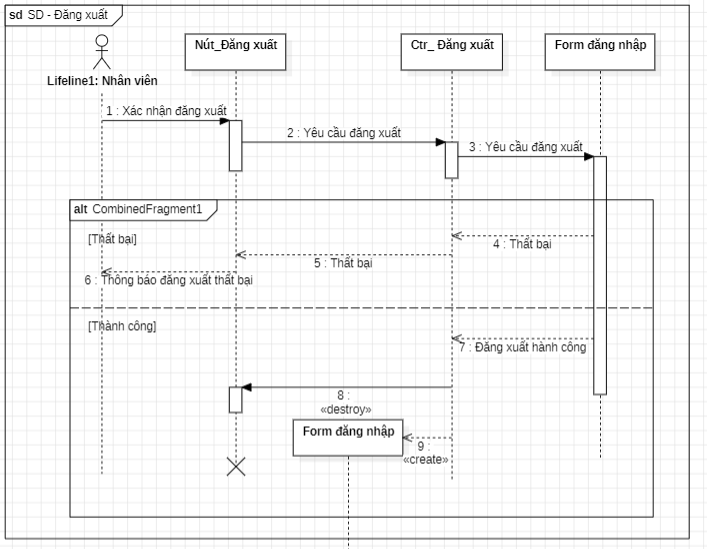 sd SD - Đăng xuất
Nút_Đăng xuất
Ctr_ Đăng xuất
Form đăng nhập
Lifeline1: Nhân viên
1 : Xác nhận đăng xuất
2 : Yêu cầu đăng xuất
3 : Yêu cầu đăng xuất
alt CombinedFragment1
[Thất bại]
4 : Thất bại
5 : Thất bại
6 : Thông báo đăng xuất thất bại
[Thành công]
7 : Đăng xuất hành công
8 :
«destroy»
Form đăng nhập
9 :
«create»